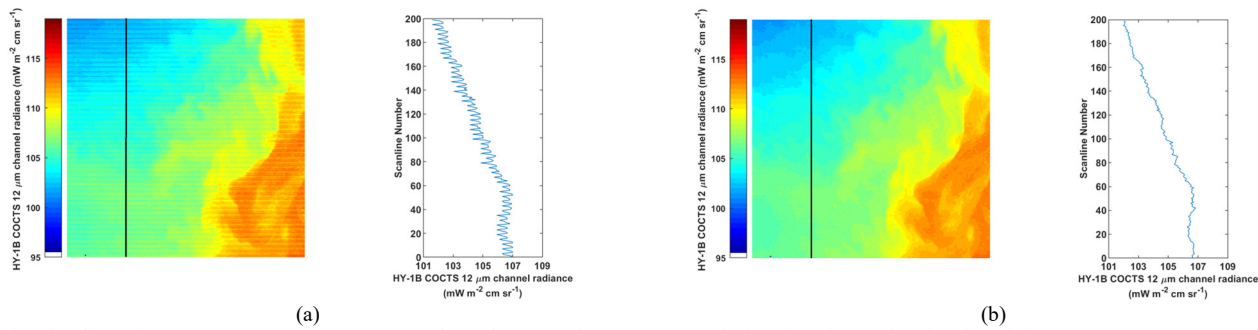 HY-1B COCTS 12 μm channel radiance (mW m⁻² cm sr⁻¹)
115
110
105
100
95
Scanline Number
200
180
160
140
120
100
80
60
40
20
0
101 103 105 107 109
HY-1B COCTS 12 μm channel radiance
(mW m⁻² cm sr⁻¹)
(a)
HY-1B COCTS 12 μm channel radiance (mW m⁻² cm sr⁻¹)
115
110
105
100
95
Scanline Number
200
180
160
140
120
100
80
60
40
20
0
101 103 105 107 109
HY-1B COCTS 12 μm channel radiance
(mW m⁻² cm sr⁻¹)
(b)